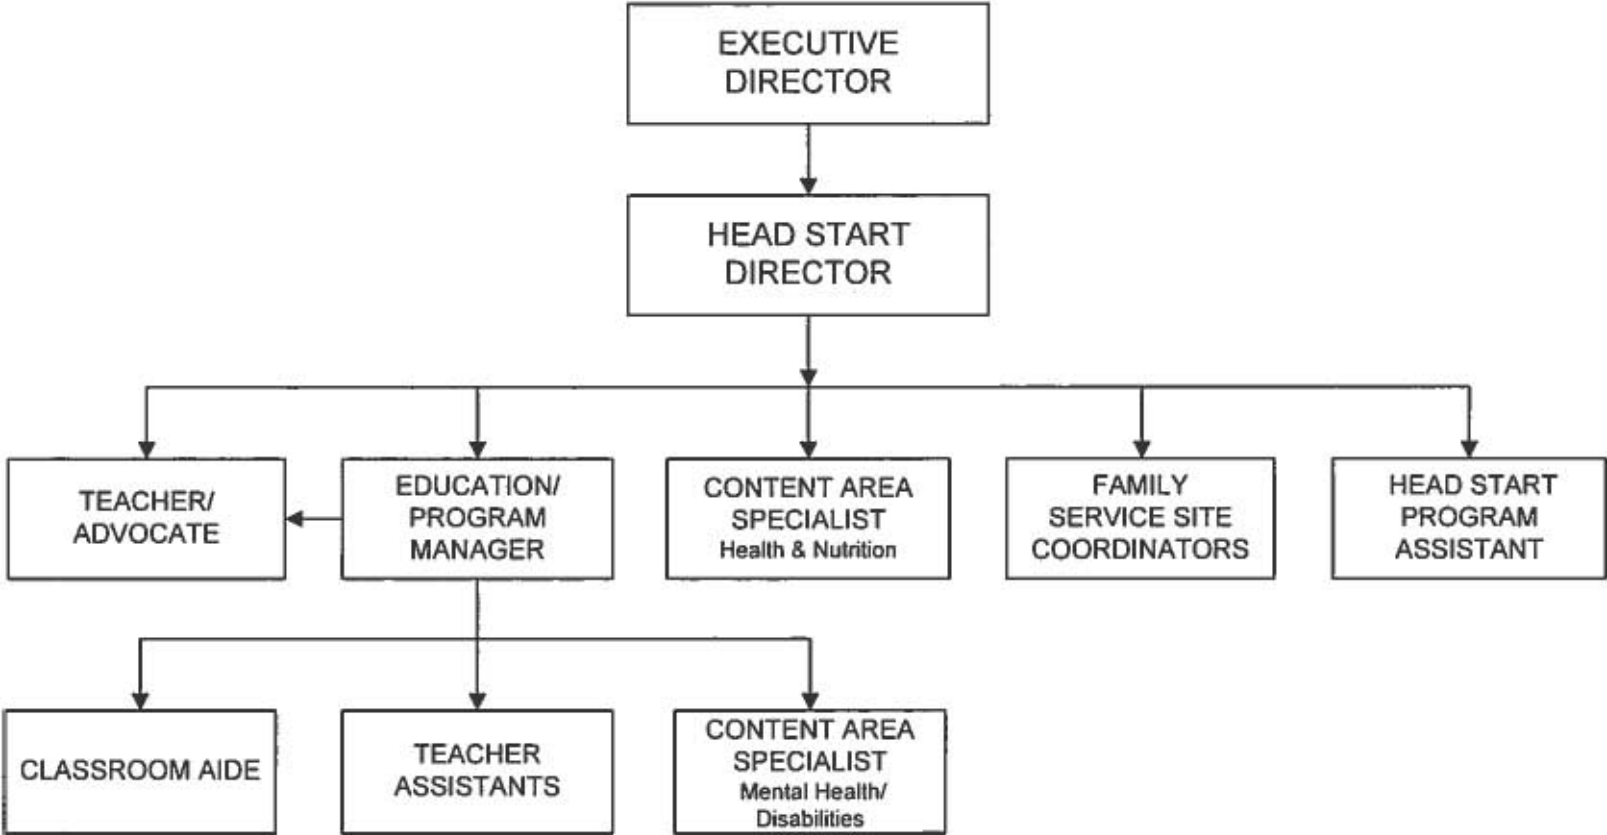 EXECUTIVE
DIRECTOR
HEAD START
DIRECTOR
TEACHER/
ADVOCATE
EDUCATION/
PROGRAM
MANAGER
CONTENT AREA
SPECIALIST
Health & Nutrition
FAMILY
SERVICE SITE
COORDINATORS
HEAD START
PROGRAM
ASSISTANT
CLASSROOM AIDE
TEACHER
ASSISTANTS
CONTENT AREA
SPECIALIST
Mental Health/
Disabilities